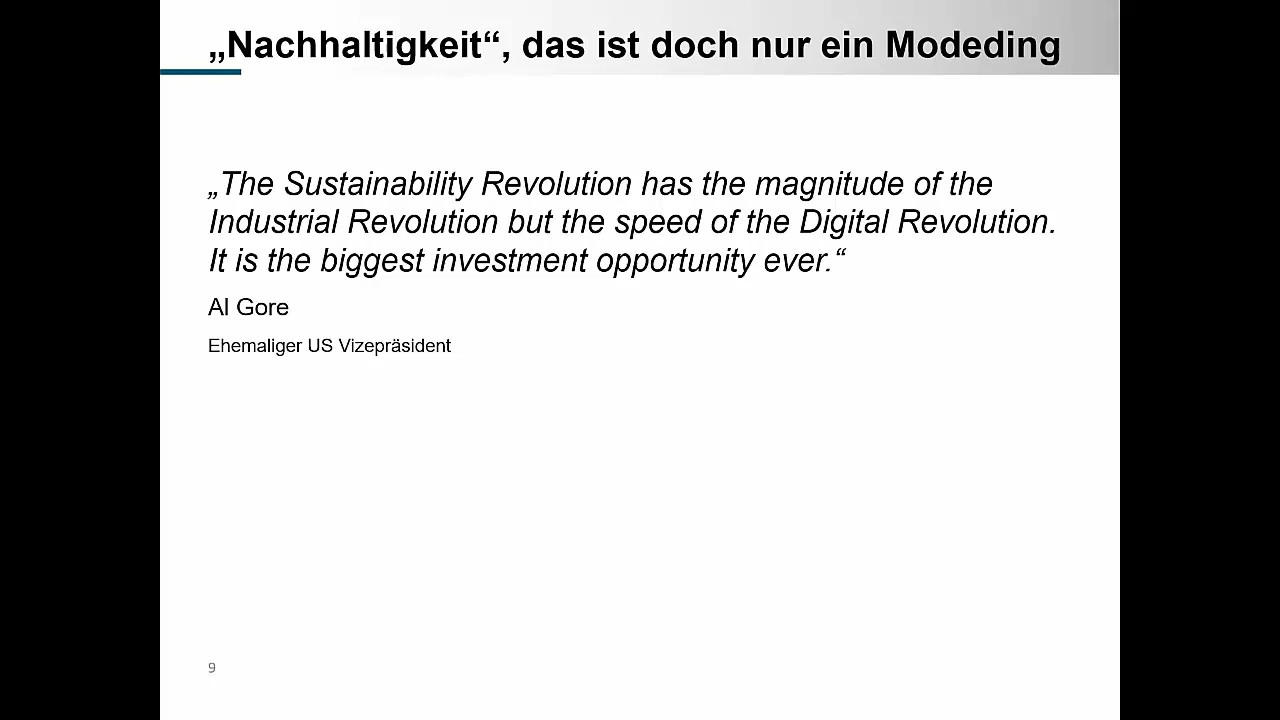 „Nachhaltigkeit“, das ist doch nur ein Modeding
„The Sustainability Revolution has the magnitude of the
Industrial Revolution but the speed of the Digital Revolution.
It is the biggest investment opportunity ever.“
Al Gore
Ehemaliger US Vizepräsident
9